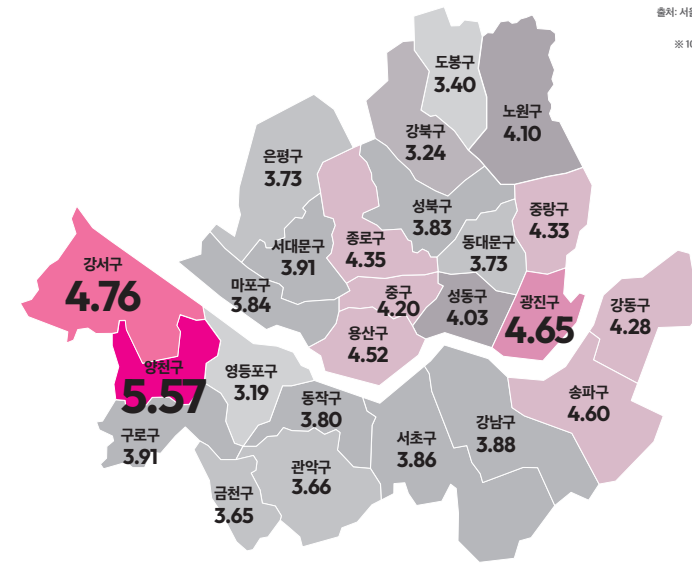 출처: 서울
※ 10
도봉구
3.40
노원구
4.10
강북구
3.24
은평구
3.73
성북구
3.83
중랑구
4.33
종로구
4.35
서대문구
3.91
동대문구
3.73
강서구
4.76
마포구
3.84
중구
4.20
성동구
4.03
광진구
4.65
강동구
4.28
용산구
4.52
양천구
5.57
영등포구
3.19
동작구
3.80
송파구
4.60
구로구
3.91
서초구
3.86
강남구
3.88
관악구
3.66
금천구
3.65